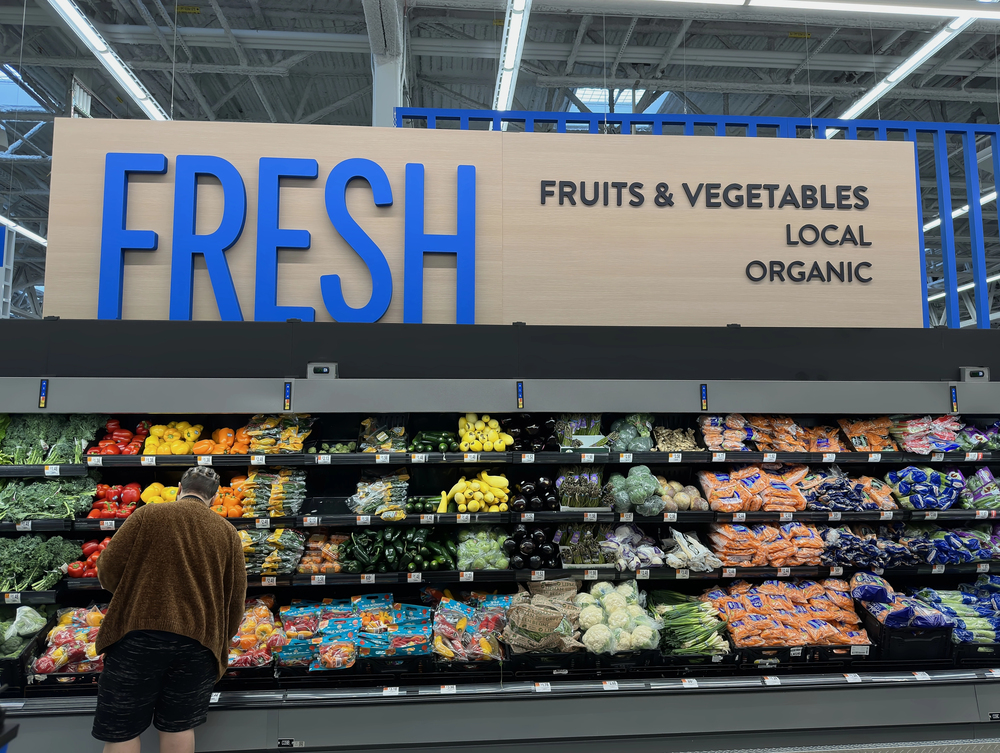 FRESH
FRUITS & VEGETABLES
LOCAL
ORGANIC